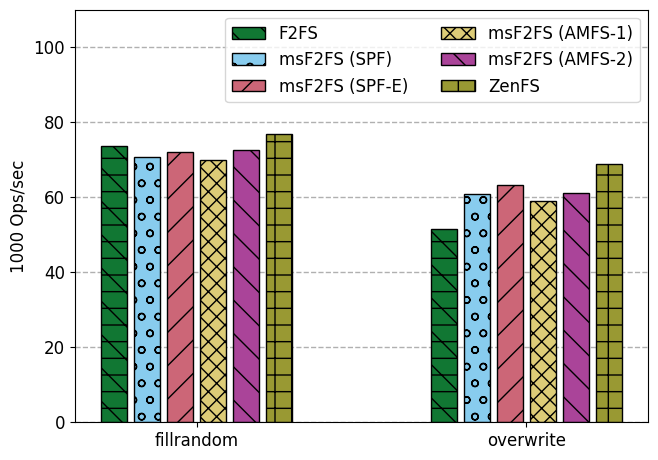 F2FS
msF2FS (SPF)
msF2FS (SPF-E)
msF2FS (AMFS-1)
msF2FS (AMFS-2)
ZenFS
1000 Ops/sec
100
80
60
40
20
0
fillrandom
overwrite